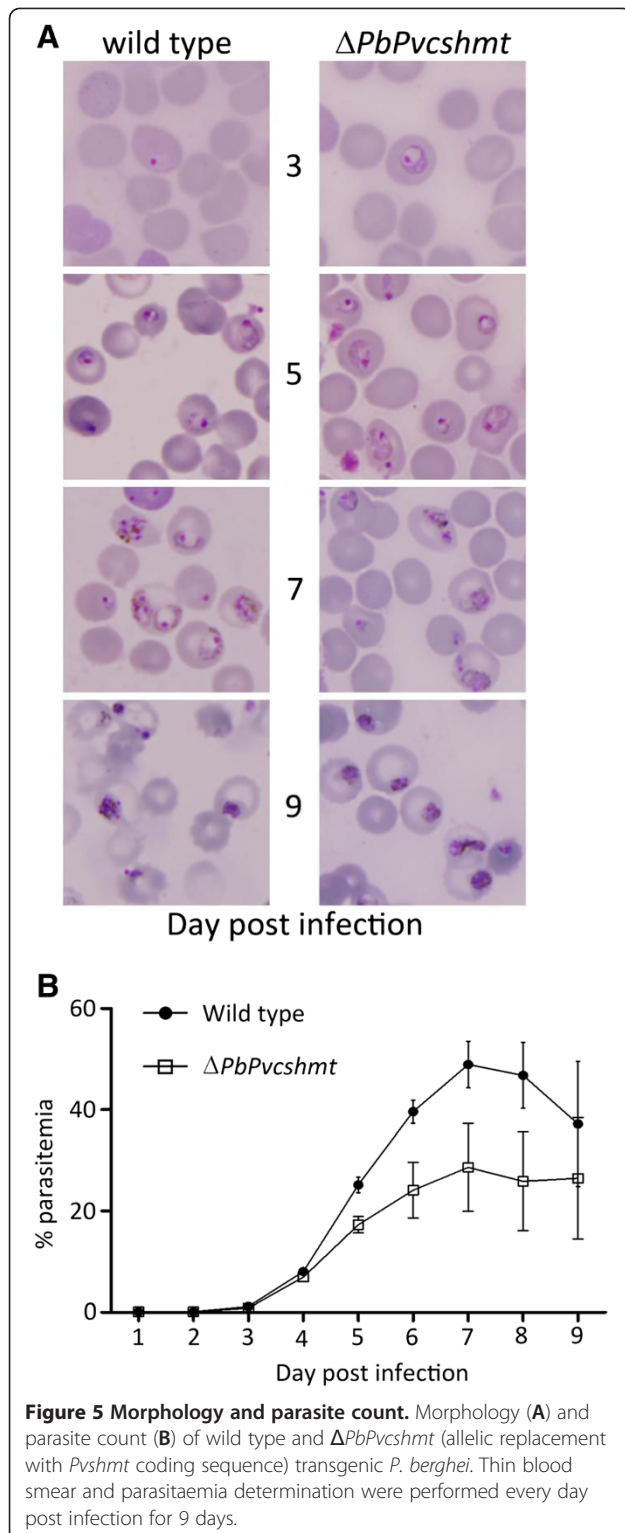 A
wild type
ΔPbPvcshmt
3
5
7
9
Day post infection
B
Wild type
ΔPbPvcshmt
60
40
20
0
% parasitemia
1 2 3 4 5 6 7 8 9
Day post infection
Figure 5 Morphology and parasite count. Morphology (A) and
parasite count (B) of wild type and ΔPbPvcshmt (allelic replacement
with Pvshmt coding sequence) transgenic P. berghei. Thin blood
smear and parasitaemia determination were performed every day
post infection for 9 days.